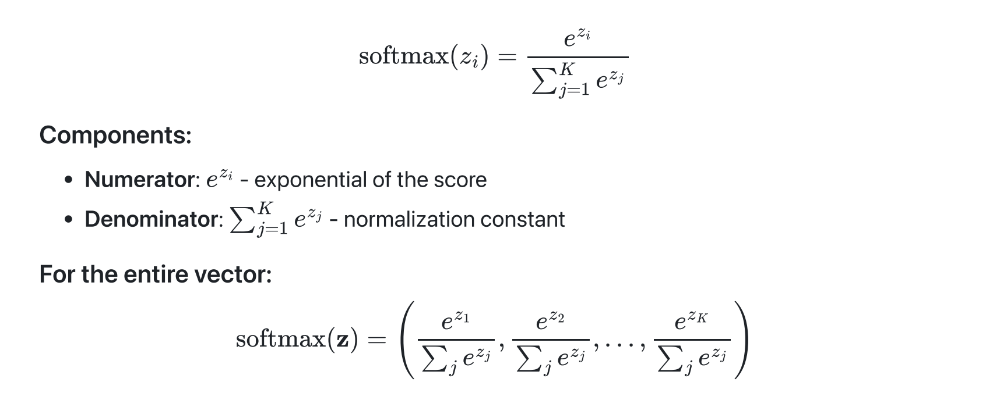 $$\text{softmax}(z_i) = \frac{e^{z_i}}{\sum_{j=1}^{K} e^{z_j}}$$
Components:
• Numerator: $e^{z_i}$ - exponential of the score
• Denominator: $\sum_{j=1}^{K} e^{z_j}$ - normalization constant
For the entire vector:
$$\text{softmax}(\mathbf{z}) = \left( \frac{e^{z_1}}{\sum_j e^{z_j}}, \frac{e^{z_2}}{\sum_j e^{z_j}}, \ldots, \frac{e^{z_K}}{\sum_j e^{z_j}} \right)$$